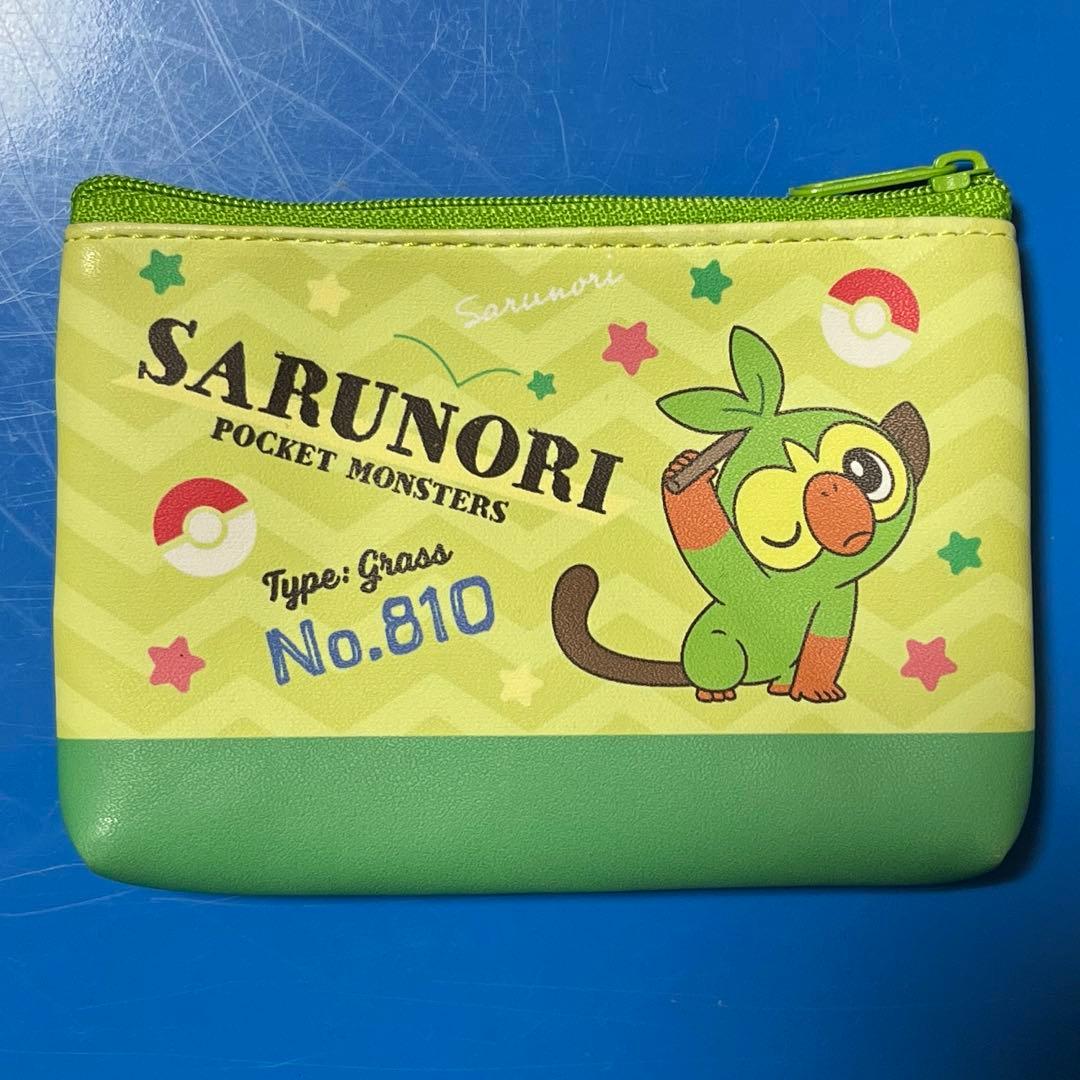 Sarunori
SARUNORI
POCKET MONSTERS
Type: Grass
No.810